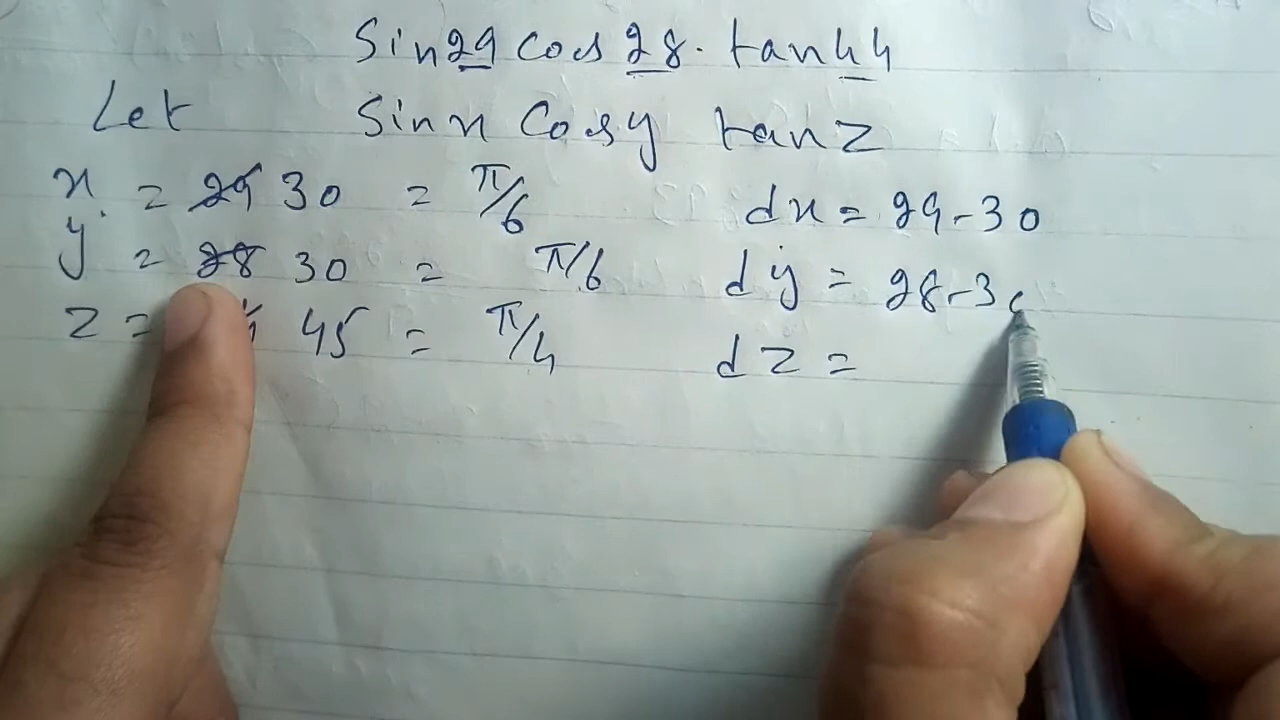 Sin29 cos 28. tan44
Let Sinx Cosy tanz
x = 29 30 = π/6 dx = 29-30
y = 28 30 = π/6 dy = 28-30
z = 45 = π/4 dz =